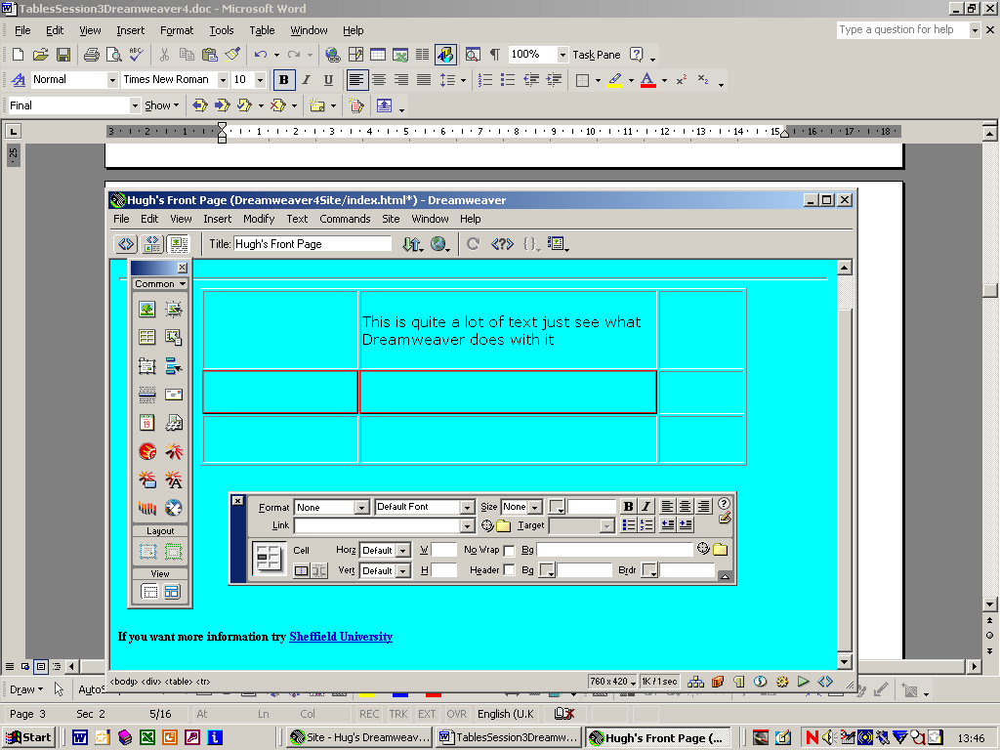 TablesSession3Dreamweaver4.doc - Microsoft Word
File Edit View Insert Format Tools Table Window Help
Type a question for help
100% Task Pane
Normal Times New Roman 10 B I U
Final Show
3 2 1 1 2 3 4 5 6 7 8 9 10 11 12 13 14 15 16 17 18
25
Hugh's Front Page (Dreamweaver4Site/index.html*) - Dreamweaver
File Edit View Insert Modify Text Commands Site Window Help
Title: Hugh's Front Page
Common
This is quite a lot of text just see what
Dreamweaver does with it
Layout
View
Format None Default Font Size None B I
Link Target
Cell Horz Default W No Wrap Bg
Vert Default H Header Bg Brdr
If you want more information try Sheffield University
<body> <div> <table> <tr>
760 x 420 1K / 1 sec
Draw AutoS
Page 3 Sec 2 5/16 At Ln Col REC TRK EXT OVR English (U.K
Start Site - Hug's Dreamweav... TablesSession3Dreamw... Hugh's Front Page (... 13:46